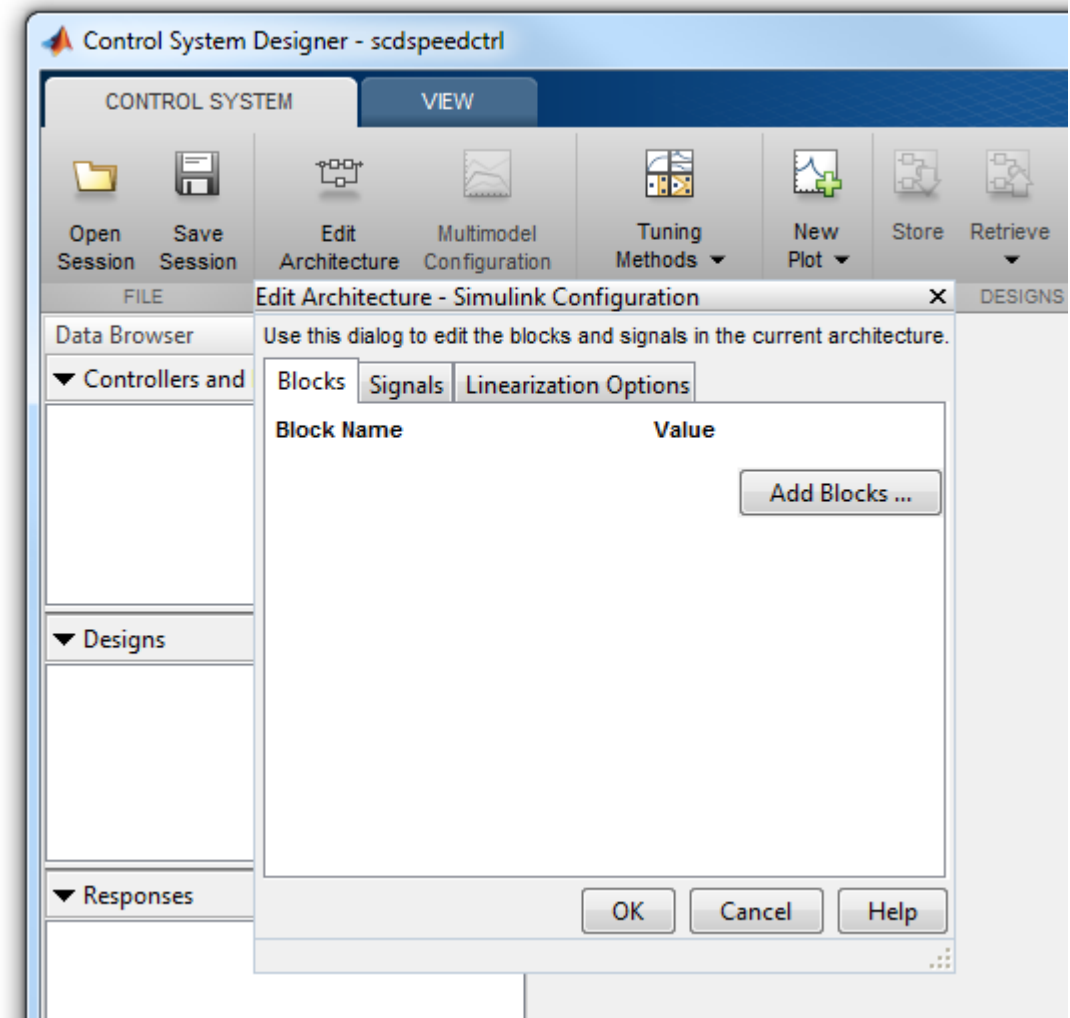 Control System Designer - scdspeedctrl
CONTROL SYSTEM
VIEW
Open Session
Save Session
Edit Architecture
Multimodel Configuration
Tuning Methods
New Plot
Store
Retrieve
FILE
DESIGNS
Data Browser
Controllers and
Designs
Responses
Edit Architecture - Simulink Configuration
Use this dialog to edit the blocks and signals in the current architecture.
Blocks
Signals
Linearization Options
Block Name
Value
Add Blocks ...
OK
Cancel
Help